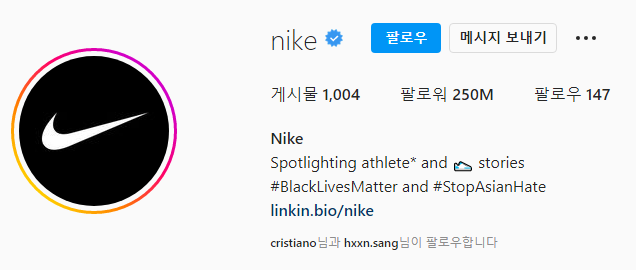 nike 팔로우 메시지 보내기
게시물 1,004 팔로워 250M 팔로우 147
Nike
Spotlighting athlete* and 👟 stories
#BlackLivesMatter and #StopAsianHate
linkin.bio/nike
cristiano님과 hxxn.sang님이 팔로우합니다